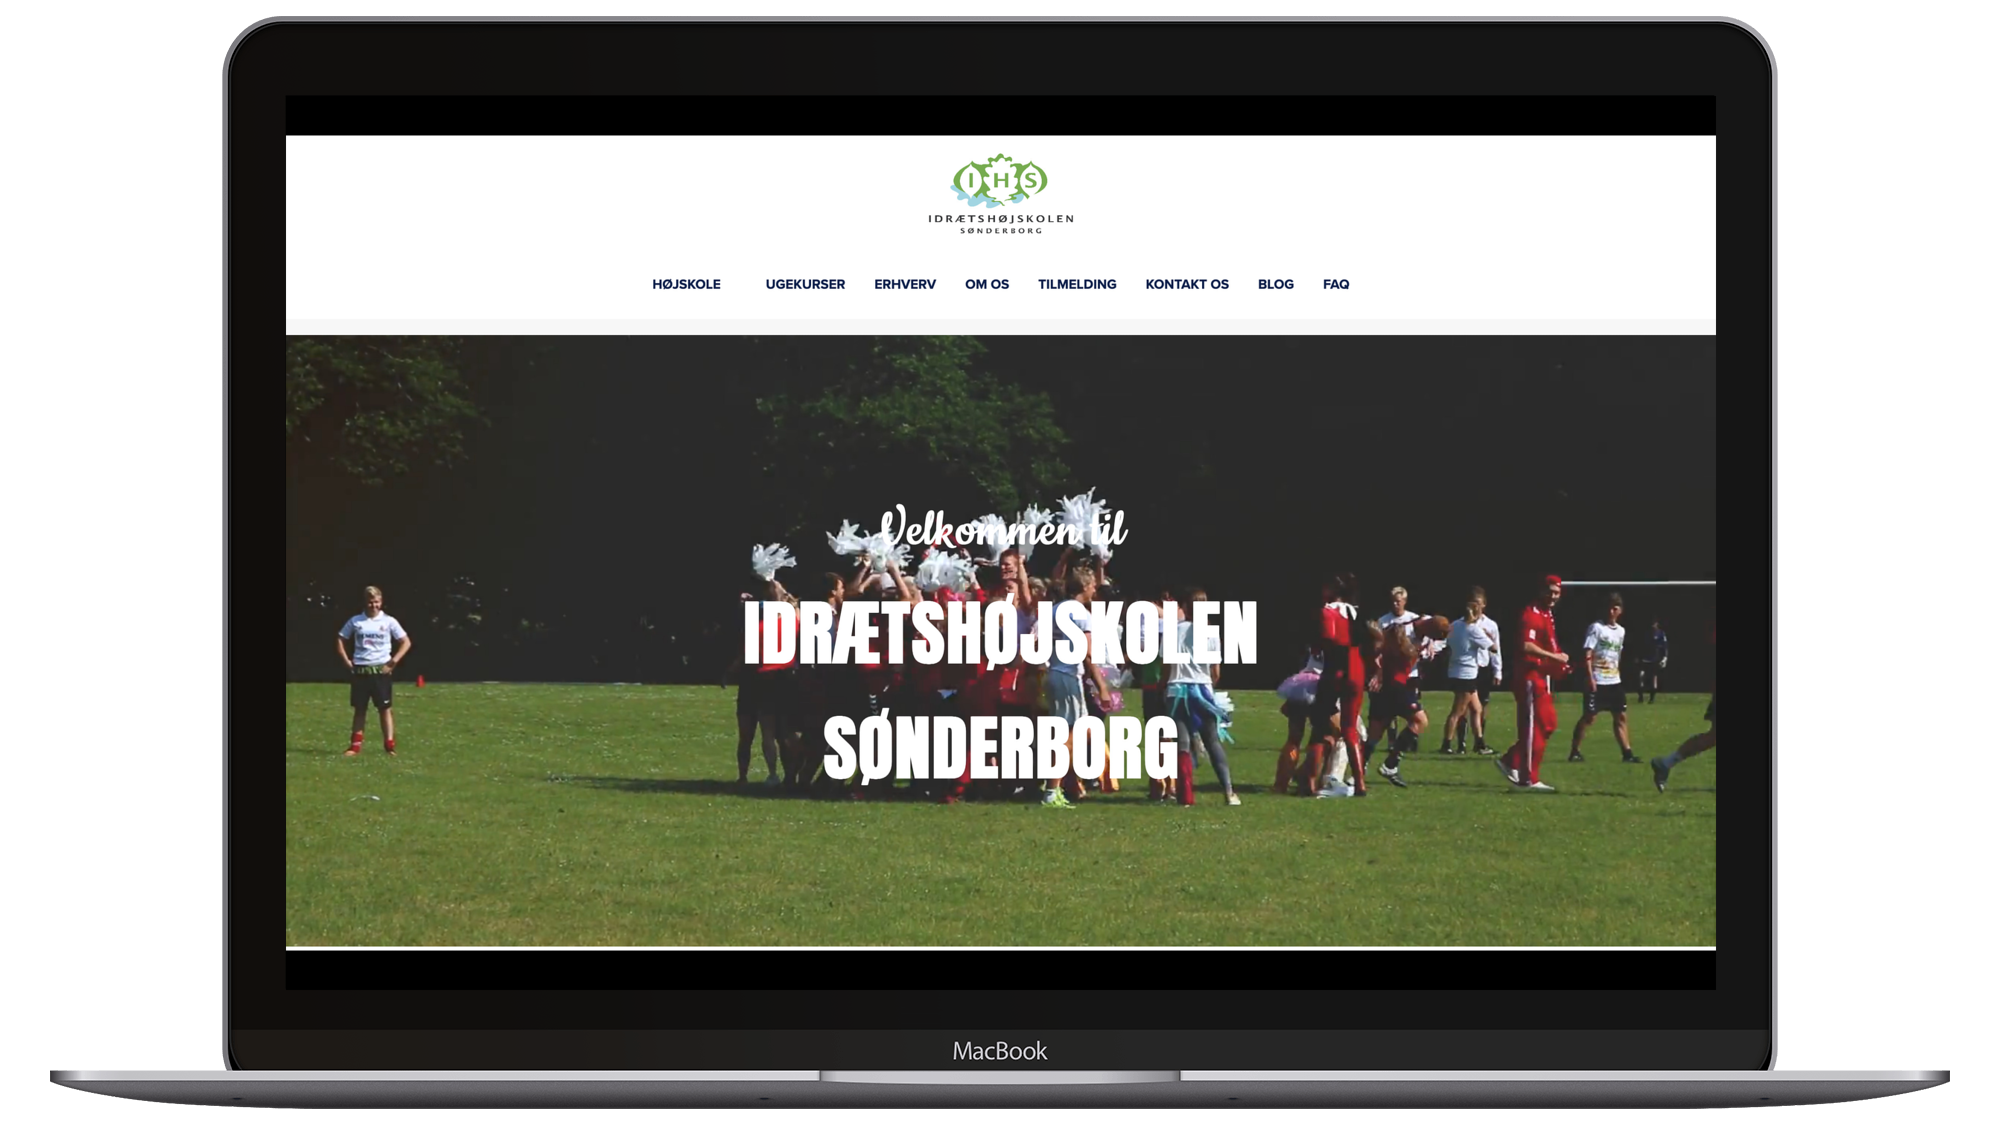 IHS
IDRÆTSHØJSKOLEN
SØNDERBORG
HØJSKOLE UGEKURSER ERHVERV OM OS TILMELDING KONTAKT OS BLOG FAQ
Velkommen til
IDRÆTSHØJSKOLEN
SØNDERBORG
MacBook